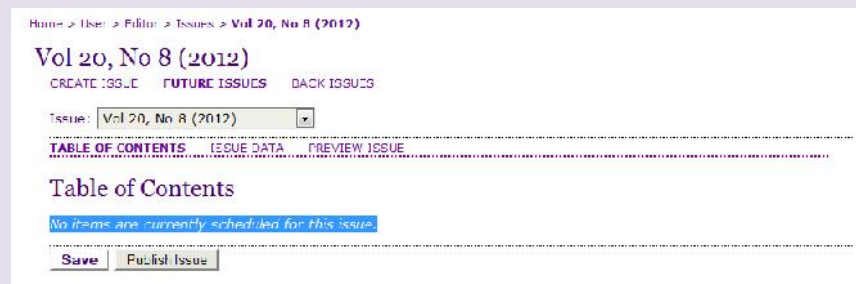 Home > User > Editor > Issues > Vol 20, No 8 (2012)
Vol 20, No 8 (2012)
CREATE ISSUE FUTURE ISSUES BACK ISSUES
Issue: Vol 20, No 8 (2012)
TABLE OF CONTENTS ISSUE DATA PREVIEW ISSUE
Table of Contents
No items are currently scheduled for this issue.
Save Publish Issue